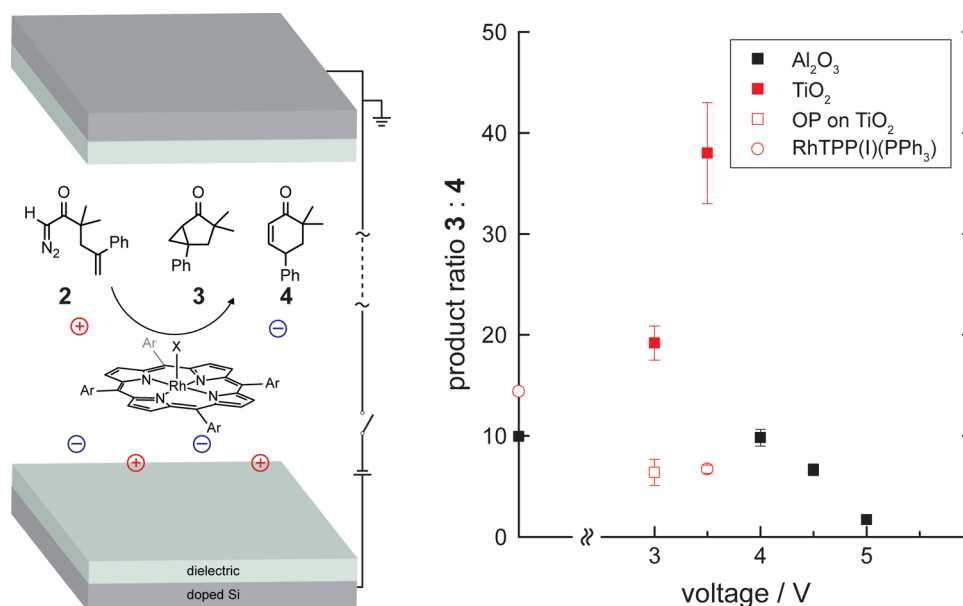 O
H
N₂
Ph
2
O
Ph
3
O
Ph
4
+
−
X
Ar
Rh
N
N
N
N
Ar
Ar
Ar
−
−
+
+
dielectric
doped Si
product ratio 3 : 4
50
40
30
20
10
0
Al₂O₃
TiO₂
OP on TiO₂
RhTPP(I)(PPh₃)
3
4
5
voltage / V